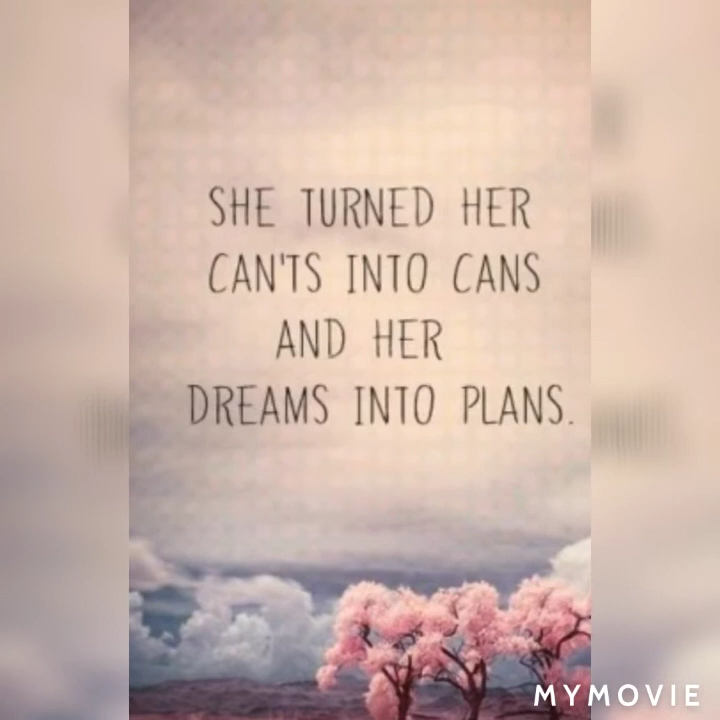 SHE TURNED HER
CAN'TS INTO CANS
AND HER
DREAMS INTO PLANS.
MYMOVIE